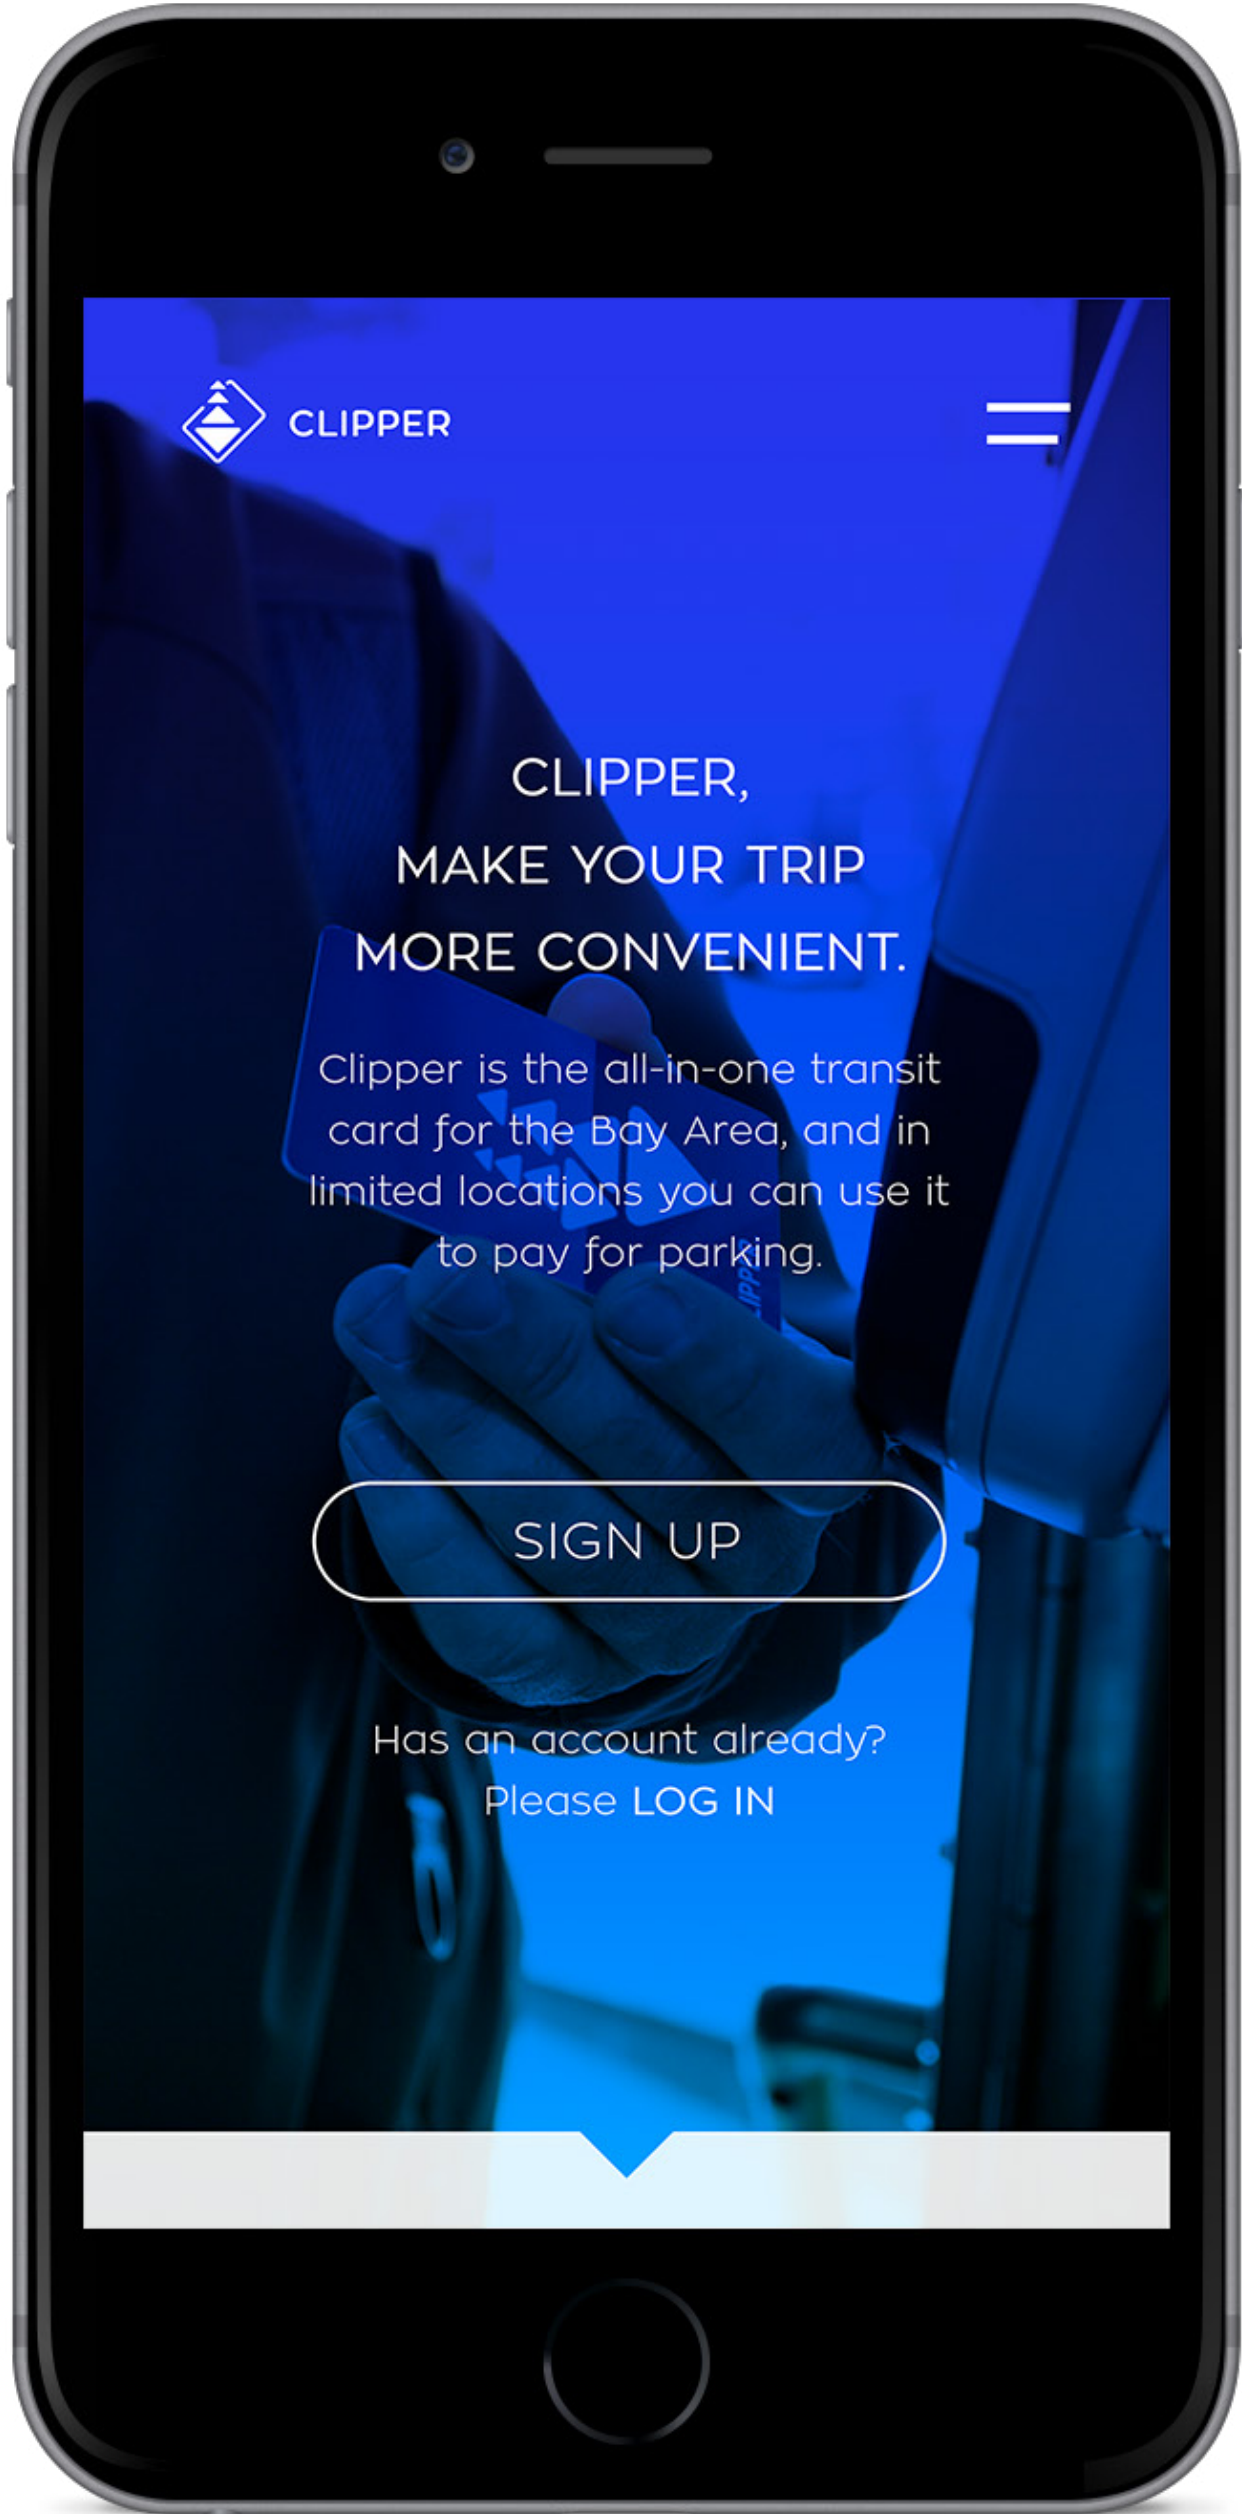 CLIPPER
CLIPPER,
MAKE YOUR TRIP
MORE CONVENIENT.
Clipper is the all-in-one transit
card for the Bay Area, and in
limited locations you can use it
to pay for parking.
SIGN UP
Has an account already?
Please LOG IN